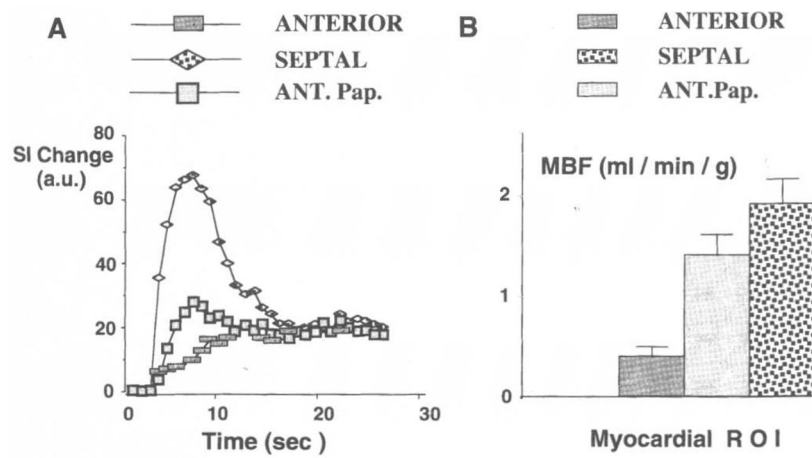 A
ANTERIOR
SEPTAL
ANT. Pap.
SI Change
(a.u.)
80
60
40
20
0
0 10 20 30
Time (sec )
B
ANTERIOR
SEPTAL
ANT.Pap.
MBF (ml / min / g)
2
1
0
Myocardial R O I